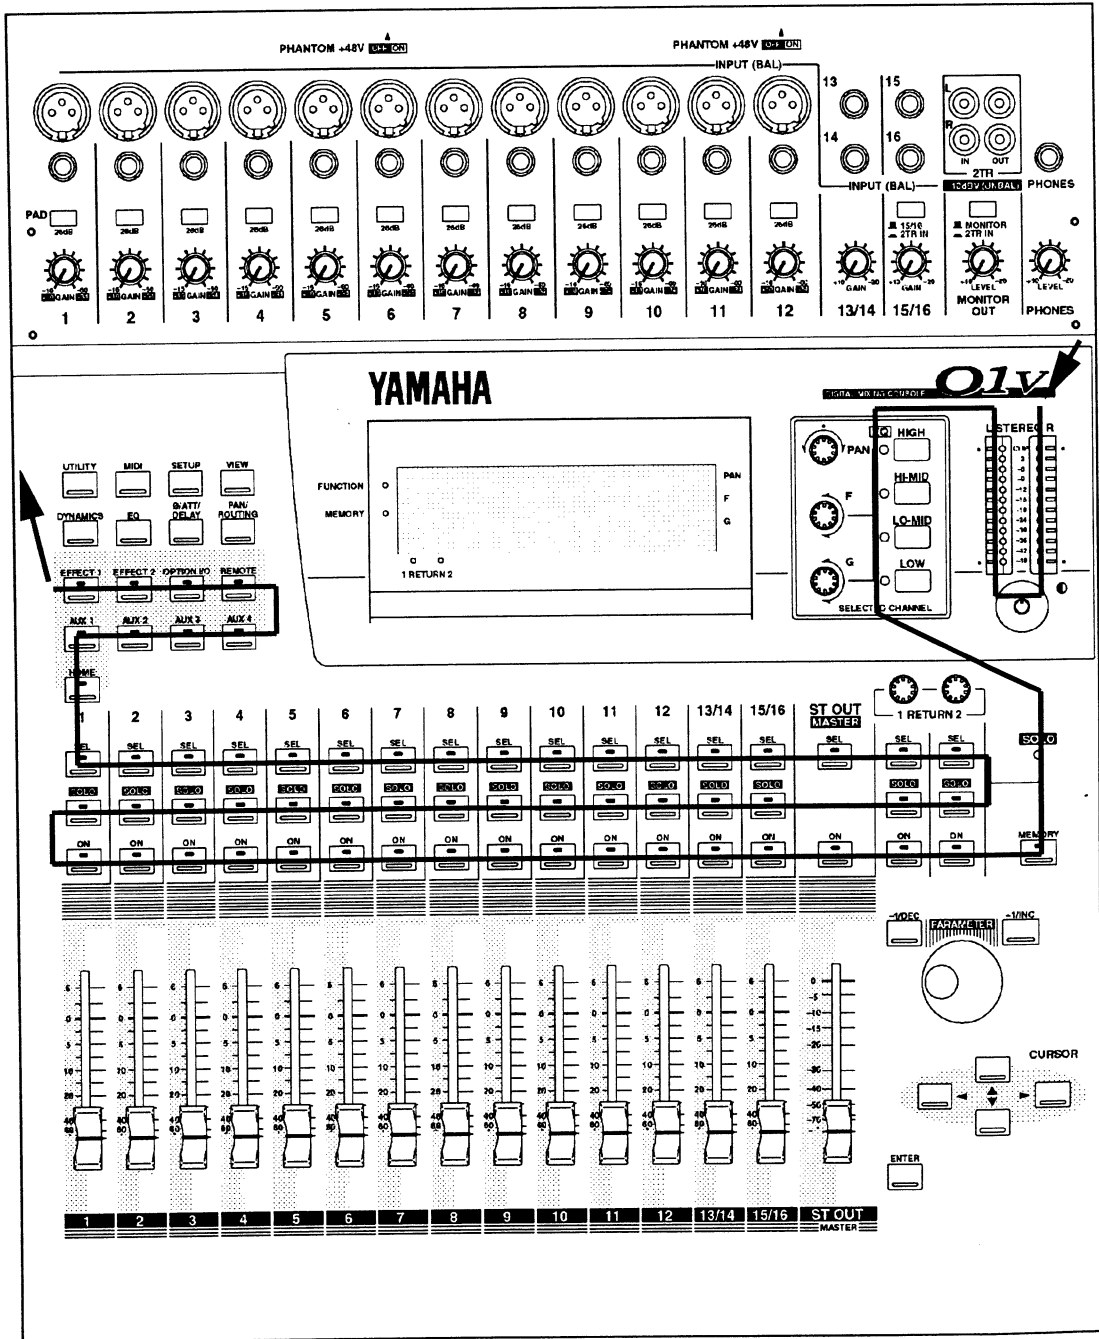 PHANTOM +48V OFF ON PHANTOM +48V OFF ON
INPUT (BAL)
13 15 L
14 16 R
IN OUT
2TR
INPUT (BAL) -10dBV (UNBAL) PHONES
PAD
26dB 26dB 26dB 26dB 26dB 26dB 26dB 26dB 26dB 26dB 26dB 26dB
15/16 MONITOR
2TR IN 2TR IN
GAIN GAIN GAIN GAIN GAIN GAIN GAIN GAIN GAIN GAIN GAIN GAIN GAIN GAIN LEVEL LEVEL
1 2 3 4 5 6 7 8 9 10 11 12 13/14 15/16 MONITOR OUT PHONES
YAMAHA
DIGITAL MIXING CONSOLE 01V
EQ HIGH L STEREO R
PAN
UTILITY MIDI SETUP VIEW
FUNCTION PAN
HI-MID
F F
DYNAMICS EQ Ø/ATT/ DELAY PAN/ ROUTING
MEMORY G
LO-MID
G LOW
1 RETURN 2
EFFECT 1 EFFECT 2 OPTION I/O REMOTE
SELECTED CHANNEL
AUX 1 AUX 2 AUX 3 AUX 4
HOME
1 2 3 4 5 6 7 8 9 10 11 12 13/14 15/16 ST OUT MASTER 1 RETURN 2
SEL SEL SEL SEL SEL SEL SEL SEL SEL SEL SEL SEL SEL SEL SEL SEL SEL SOLO
SOLO SOLO SOLO SOLO SOLO SOLO SOLO SOLO SOLO SOLO SOLO SOLO SOLO SOLO SOLO SOLO
ON ON ON ON ON ON ON ON ON ON ON ON ON ON ON ON ON MEMORY
-1/DEC PARAMETER +1/INC
CURSOR
ENTER
1 2 3 4 5 6 7 8 9 10 11 12 13/14 15/16 ST OUT
MASTER